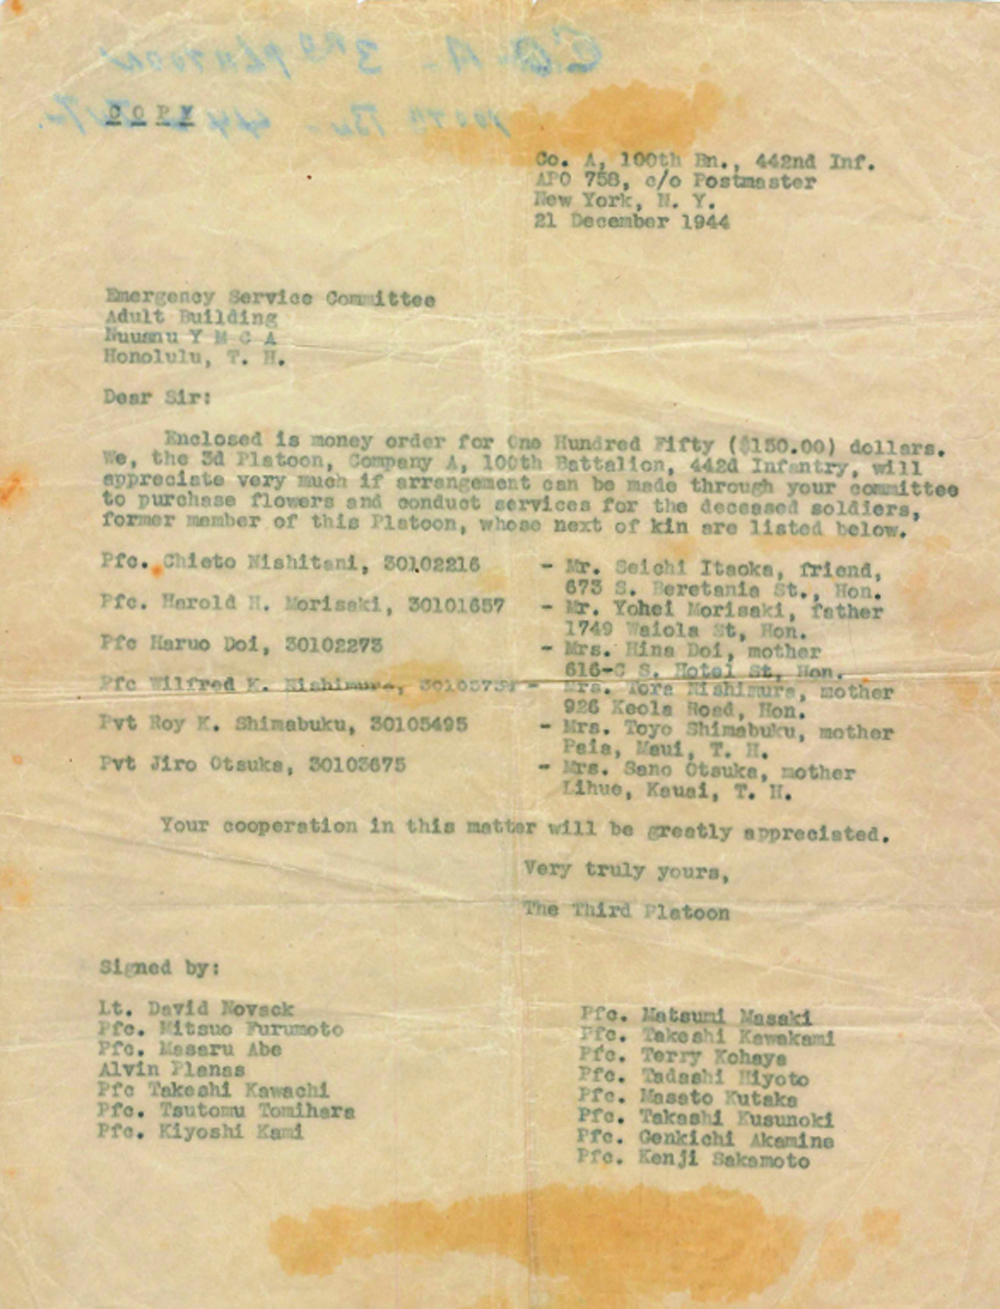 Co. A - 3rd platoon
100th Bn - 442 Inf.
COPY
Co. A, 100th Bn., 442nd Inf.
APO 758, c/o Postmaster
New York, N. Y.
21 December 1944
Emergency Service Committee
Adult Building
Nuuanu Y M C A
Honolulu, T. H.
Dear Sir:
Enclosed is money order for One Hundred Fifty ($150.00) dollars.
We, the 3d Platoon, Company A, 100th Battalion, 442d Infantry, will
appreciate very much if arrangement can be made through your committee
to purchase flowers and conduct services for the deceased soldiers,
former member of this Platoon, whose next of kin are listed below.
Pfc. Chieto Nishitani, 30102216 - Mr. Seichi Itaoka, friend,
673 S. Beretania St., Hon.
Pfc. Harold H. Morisaki, 30101657 - Mr. Yohei Morisaki, father
1749 Waiola St, Hon.
Pfc Haruo Doi, 30102273 - Mrs. Hina Doi, mother
616-C S. Hotel St, Hon.
Pfc Wilfred K. Nishimura, - Mrs. Tora Nishimura, mother
926 Keola Road, Hon.
Pvt Roy K. Shimabuku, 30105495 - Mrs. Toyo Shimabuku, mother
Paia, Maui, T. H.
Pvt Jiro Otsuka, 30103675 - Mrs. Sano Otsuka, mother
Lihue, Kauai, T. H.
Your cooperation in this matter will be greatly appreciated.
Very truly yours,
The Third Platoon
Signed by:
Lt. David Novack
Pfc. Mitsuo Furumoto
Pfc. Masaru Abe
Alvin Planas
Pfc Takeshi Kawachi
Pfc. Tsutomu Tomihara
Pfc. Kiyoshi Kami
Pfc. Matsumi Masaki
Pfc. Takeshi Kawakami
Pfc. Terry Kohaya
Pfc. Tadashi Hiyoto
Pfc. Masato Kutaka
Pfc. Takashi Kusunoki
Pfc. Genkichi Akamine
Pfc. Kenji Sakamoto